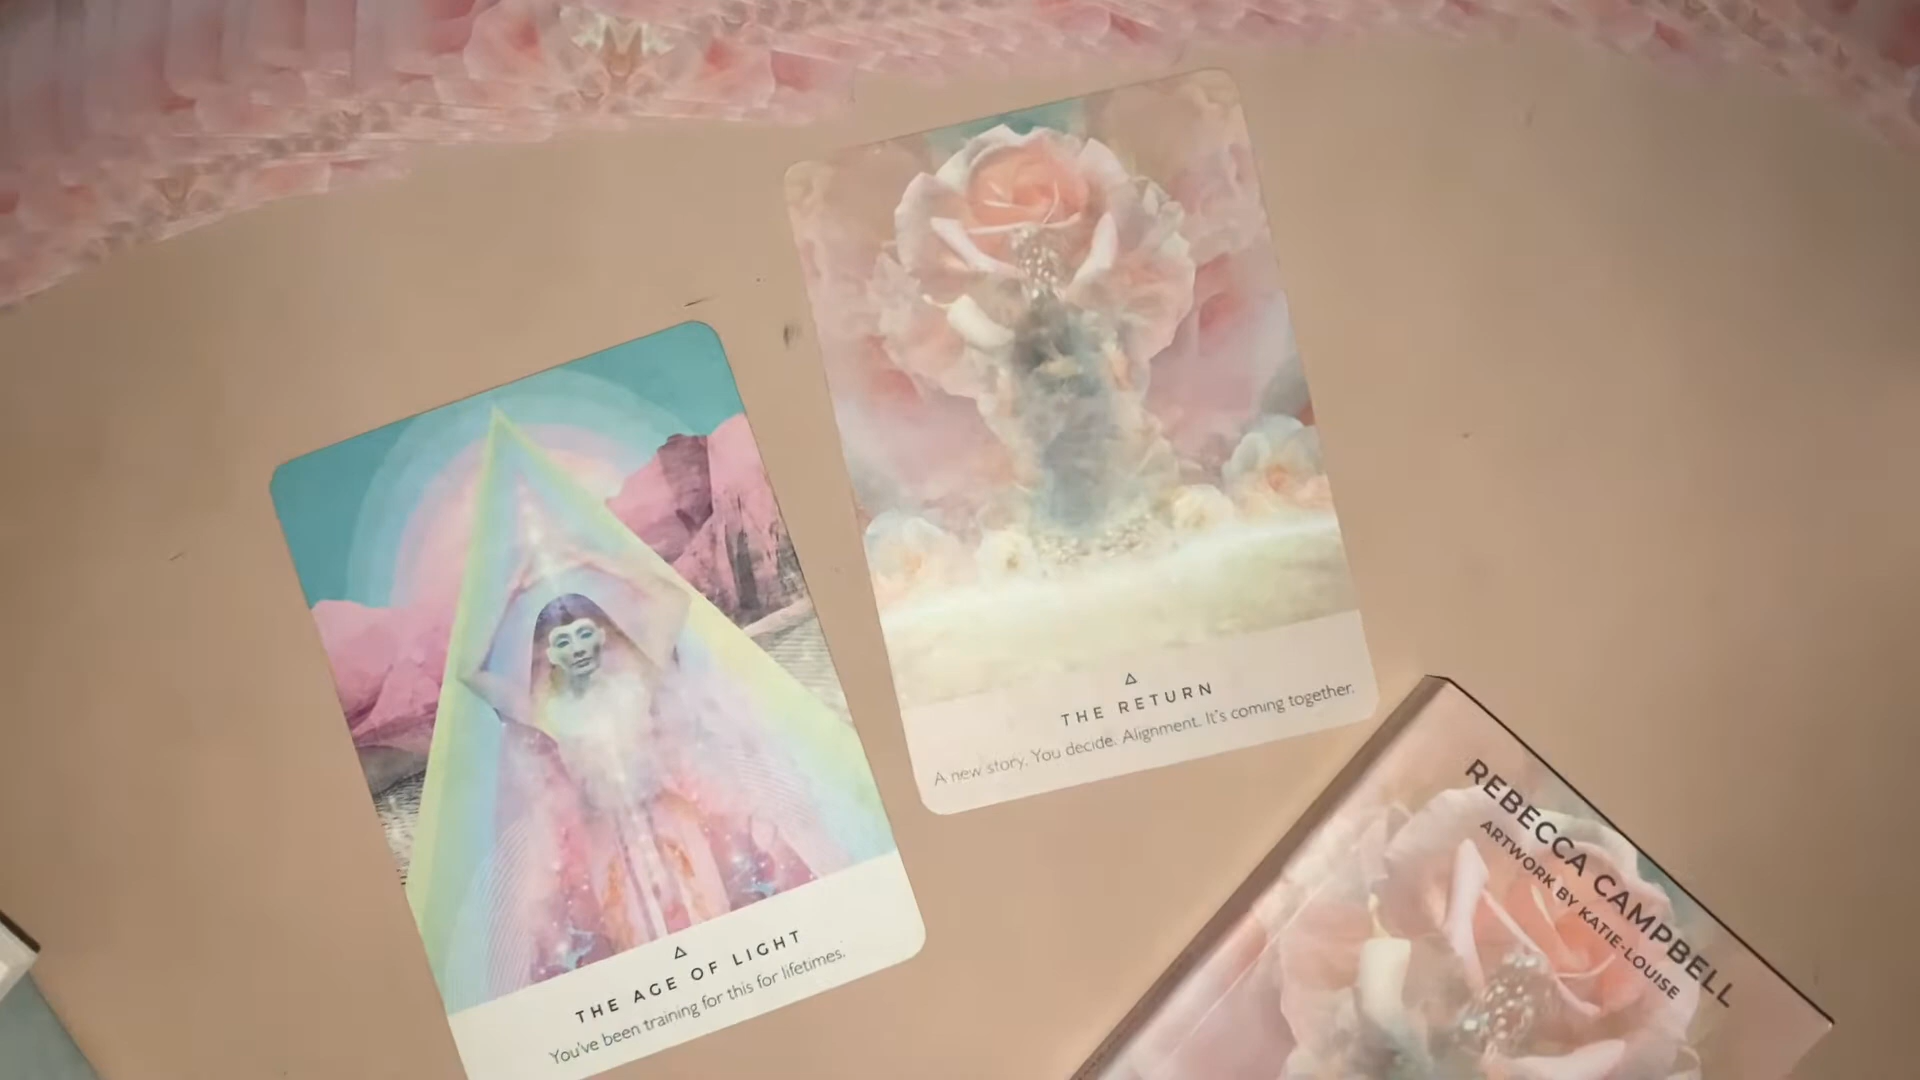 THE AGE OF LIGHT
You've been training for this for lifetimes.
THE RETURN
A new story. You decide. Alignment. It's coming together.
REBECCA CAMPBELL
ARTWORK BY KATIE-LOUISE